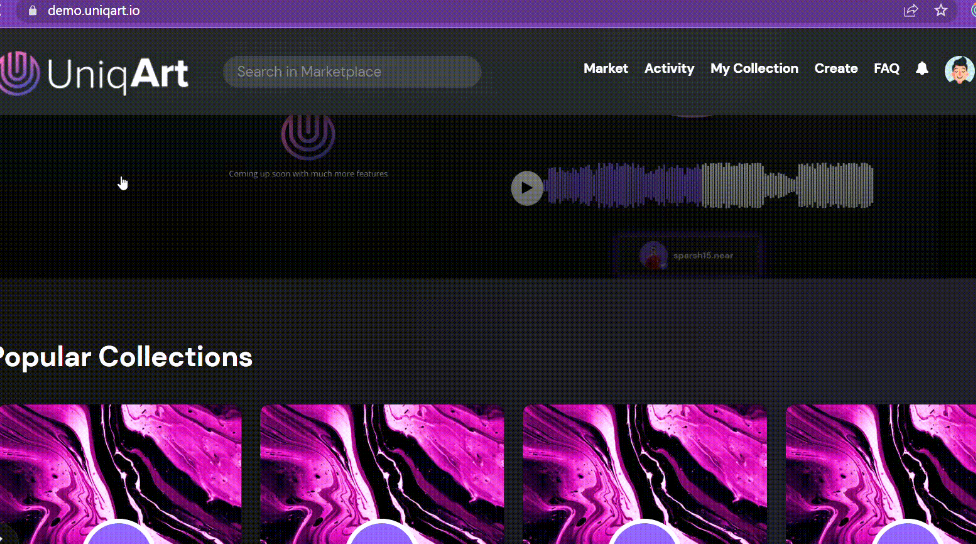 demo.uniqart.io
UniqArt
Search in Marketplace
Market Activity My Collection Create FAQ
Coming up soon with much more features
sparsh15.near
Popular Collections